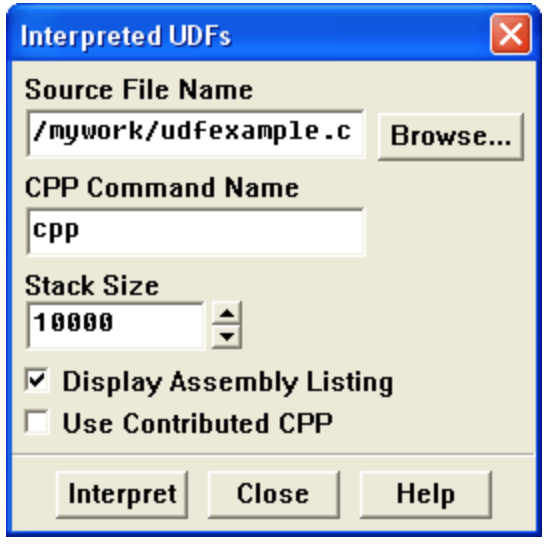 Interpreted UDFs
Source File Name
/mywork/udfexample.c Browse...
CPP Command Name
cpp
Stack Size
10000
Display Assembly Listing
Use Contributed CPP
Interpret Close Help